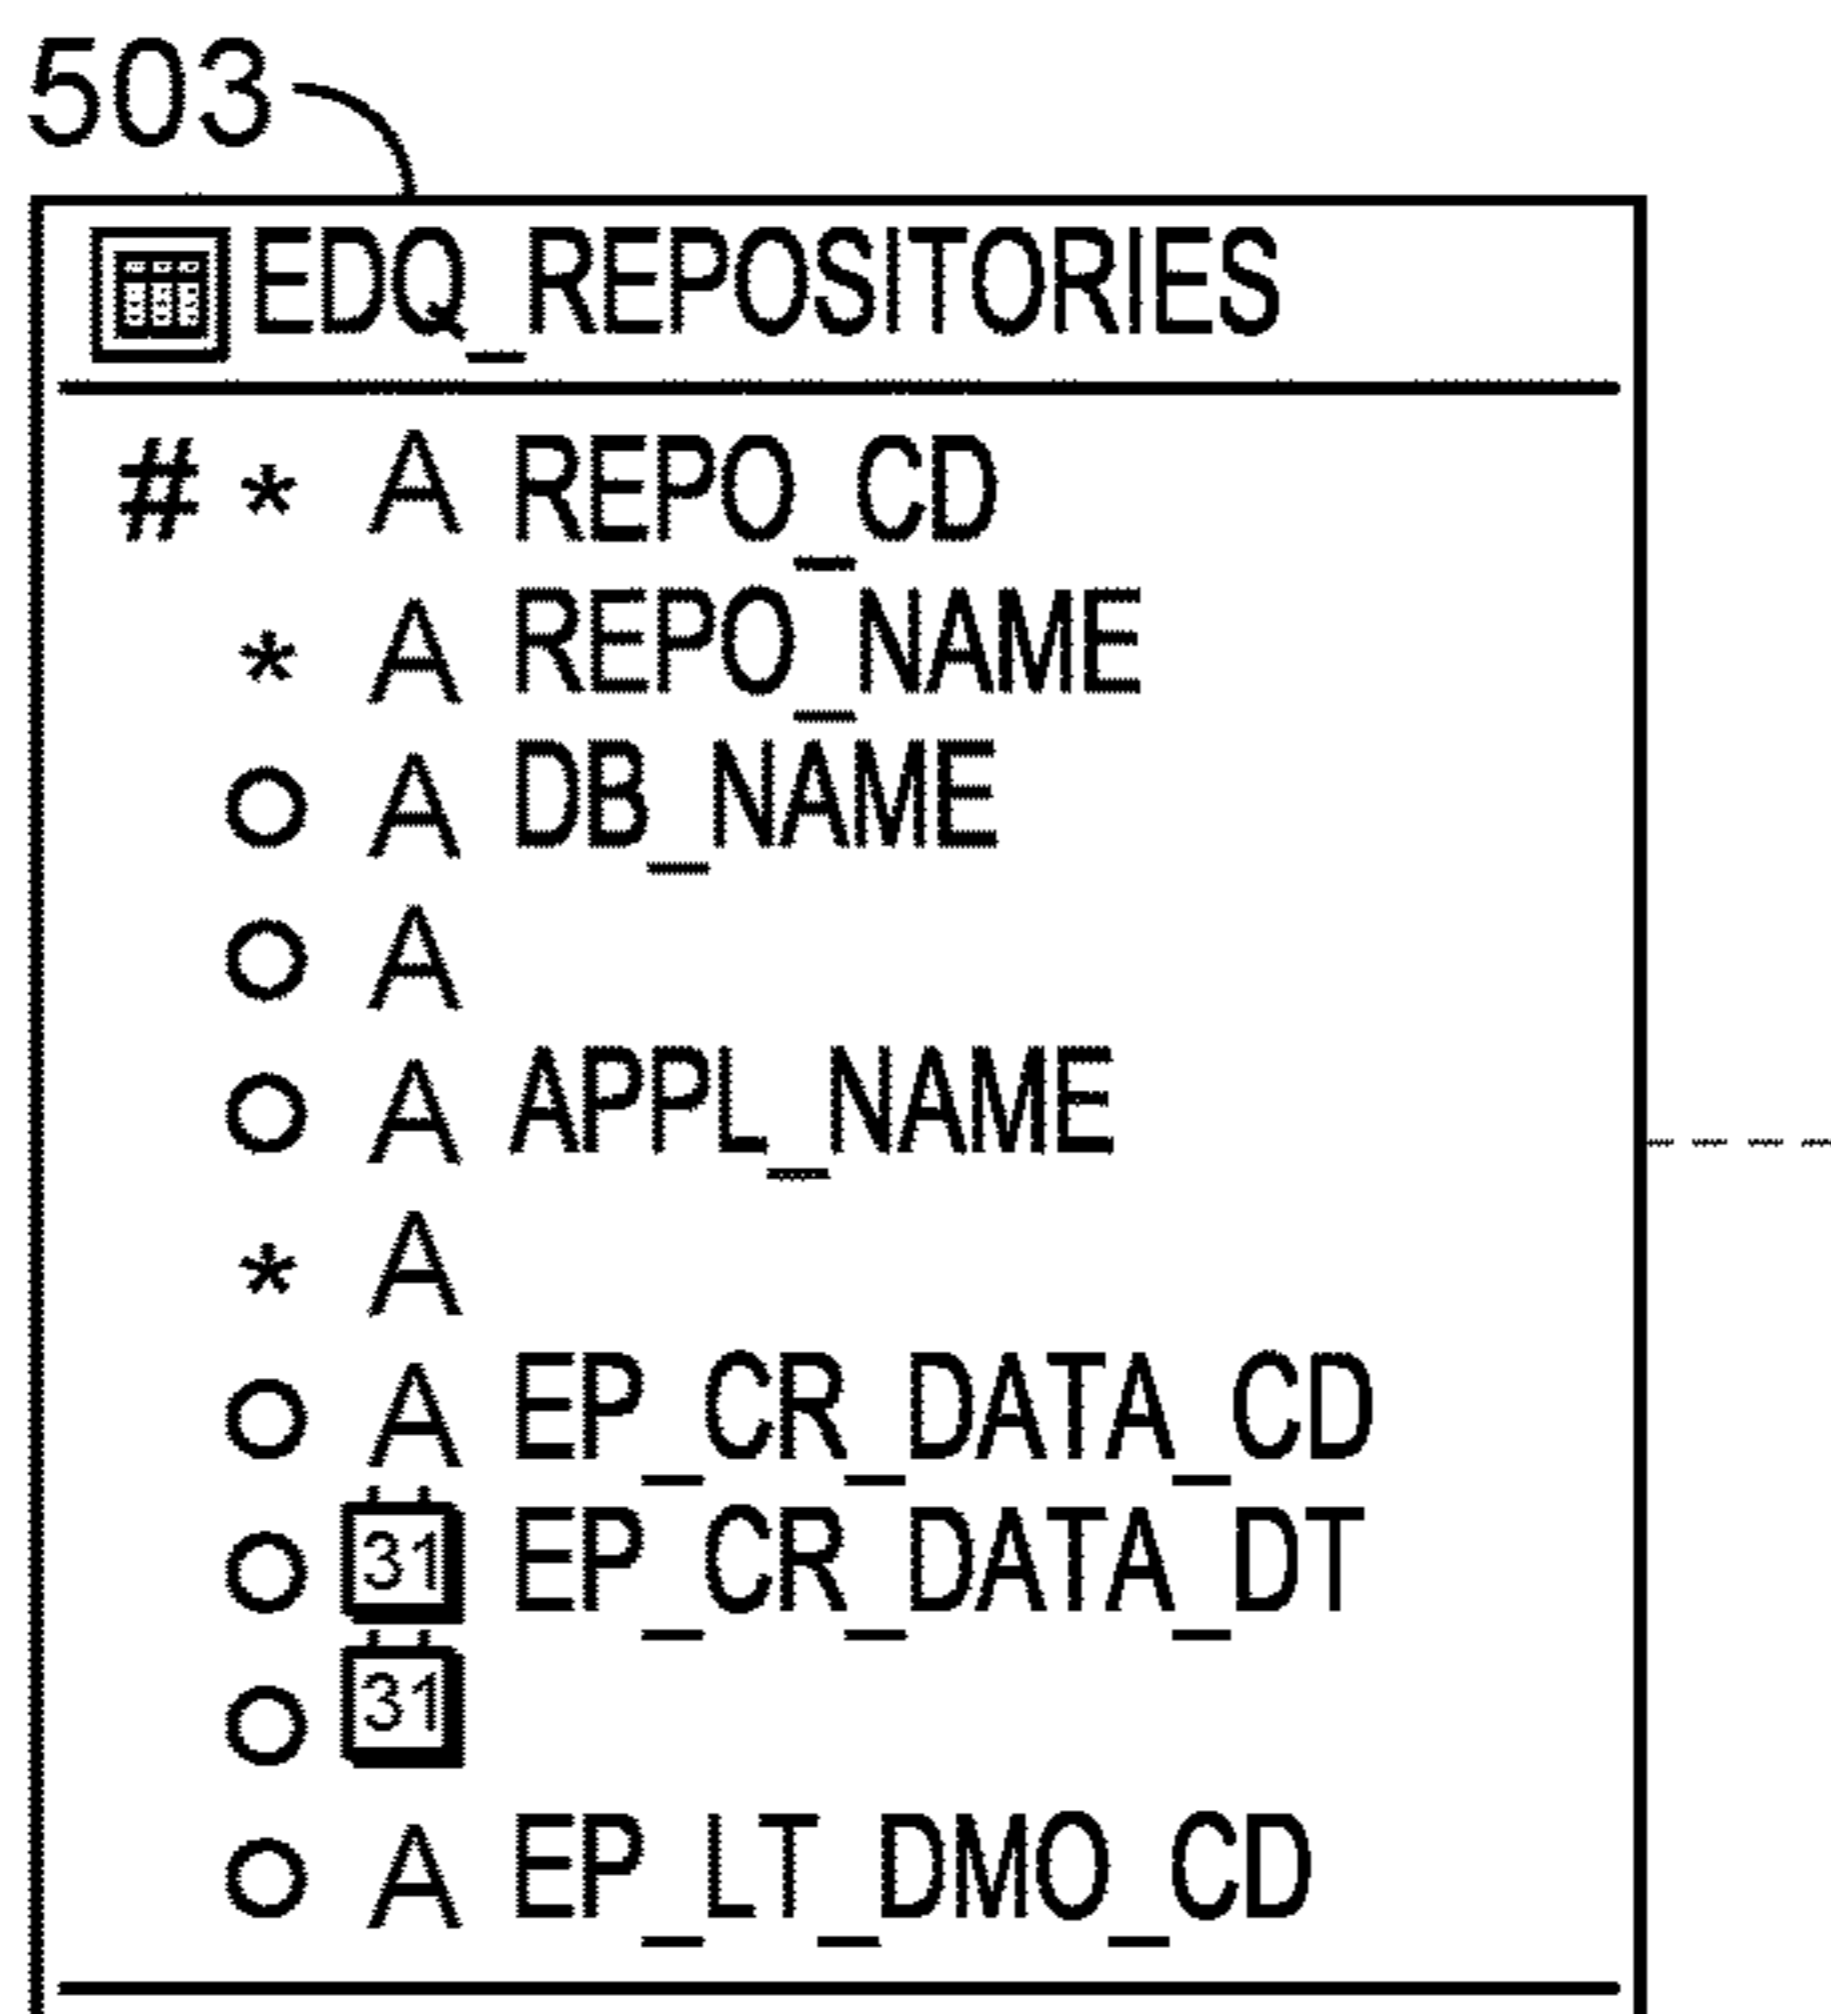 503
EDQ_REPOSITORIES
# * A REPO_CD
* A REPO_NAME
O A DB_NAME
O A
O A APPL_NAME
* A
O A EP_CR_DATA_CD
O 31 EP_CR_DATA_DT
O 31
O A EP_LT_DMO_CD